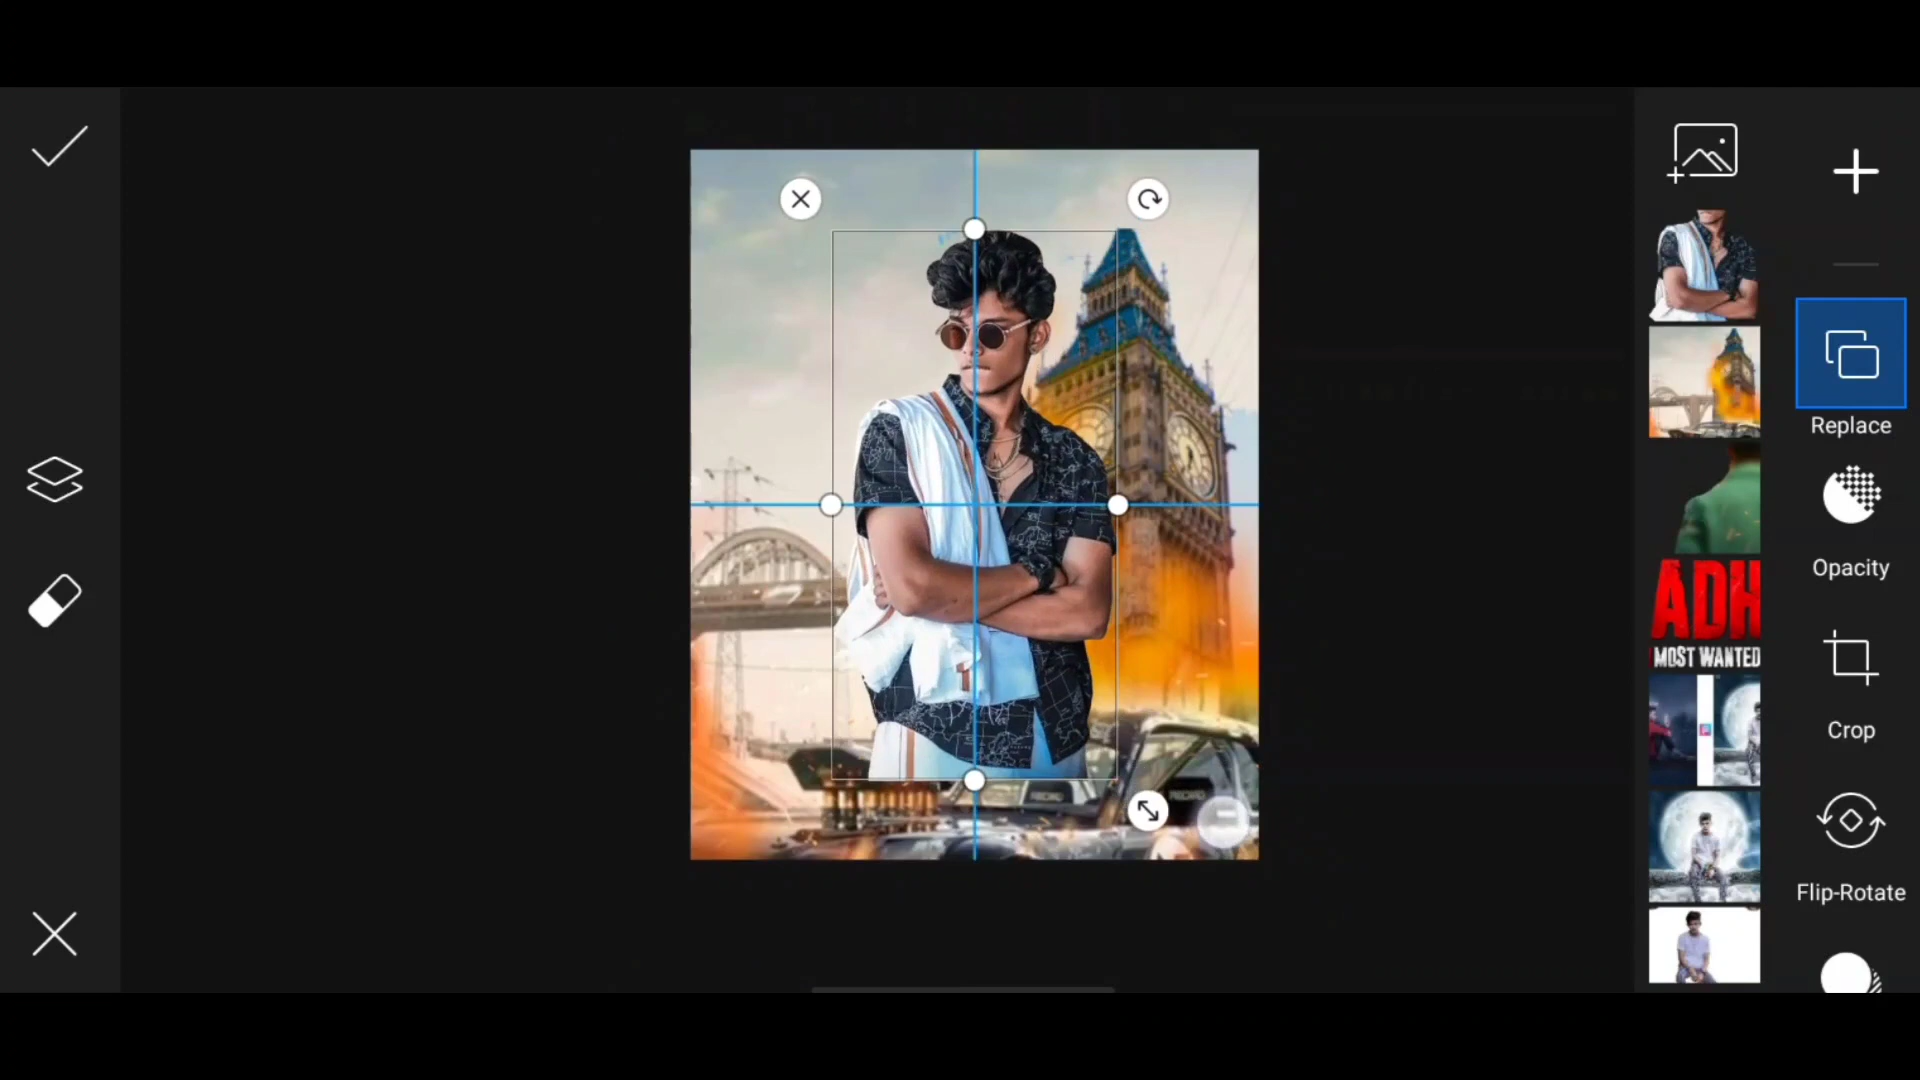 ADH
MOST WANTED
Replace
Opacity
Crop
Flip-Rotate